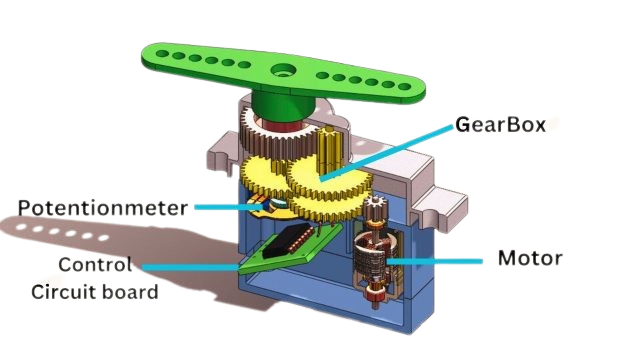 GearBox
Potentionmeter
Control
Circuit board
Motor